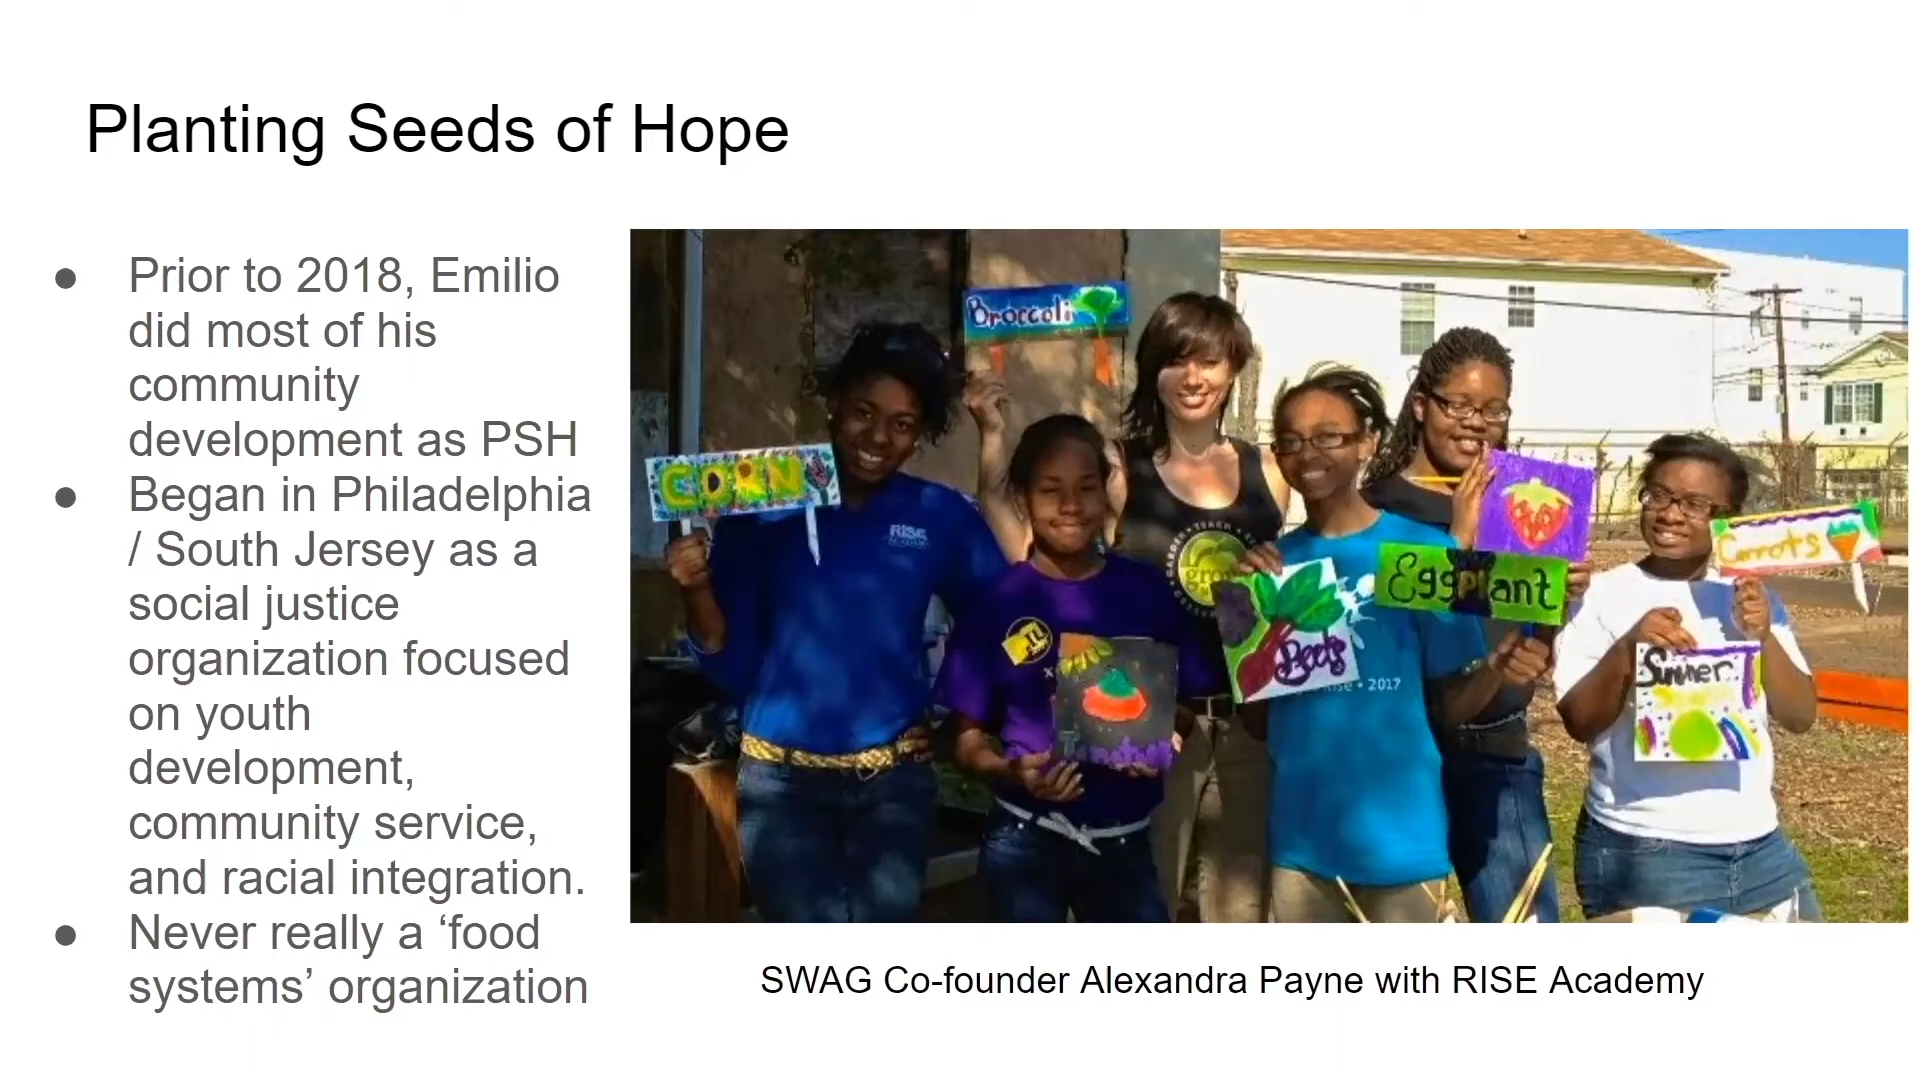 Planting Seeds of Hope
● Prior to 2018, Emilio
did most of his
community
development as PSH
● Began in Philadelphia
/ South Jersey as a
social justice
organization focused
on youth
development,
community service,
and racial integration.
● Never really a ‘food
systems’ organization
Broccoli
CORN
RISE
Eggplant
Carrots
Beets
Summer
2017
SWAG Co-founder Alexandra Payne with RISE Academy